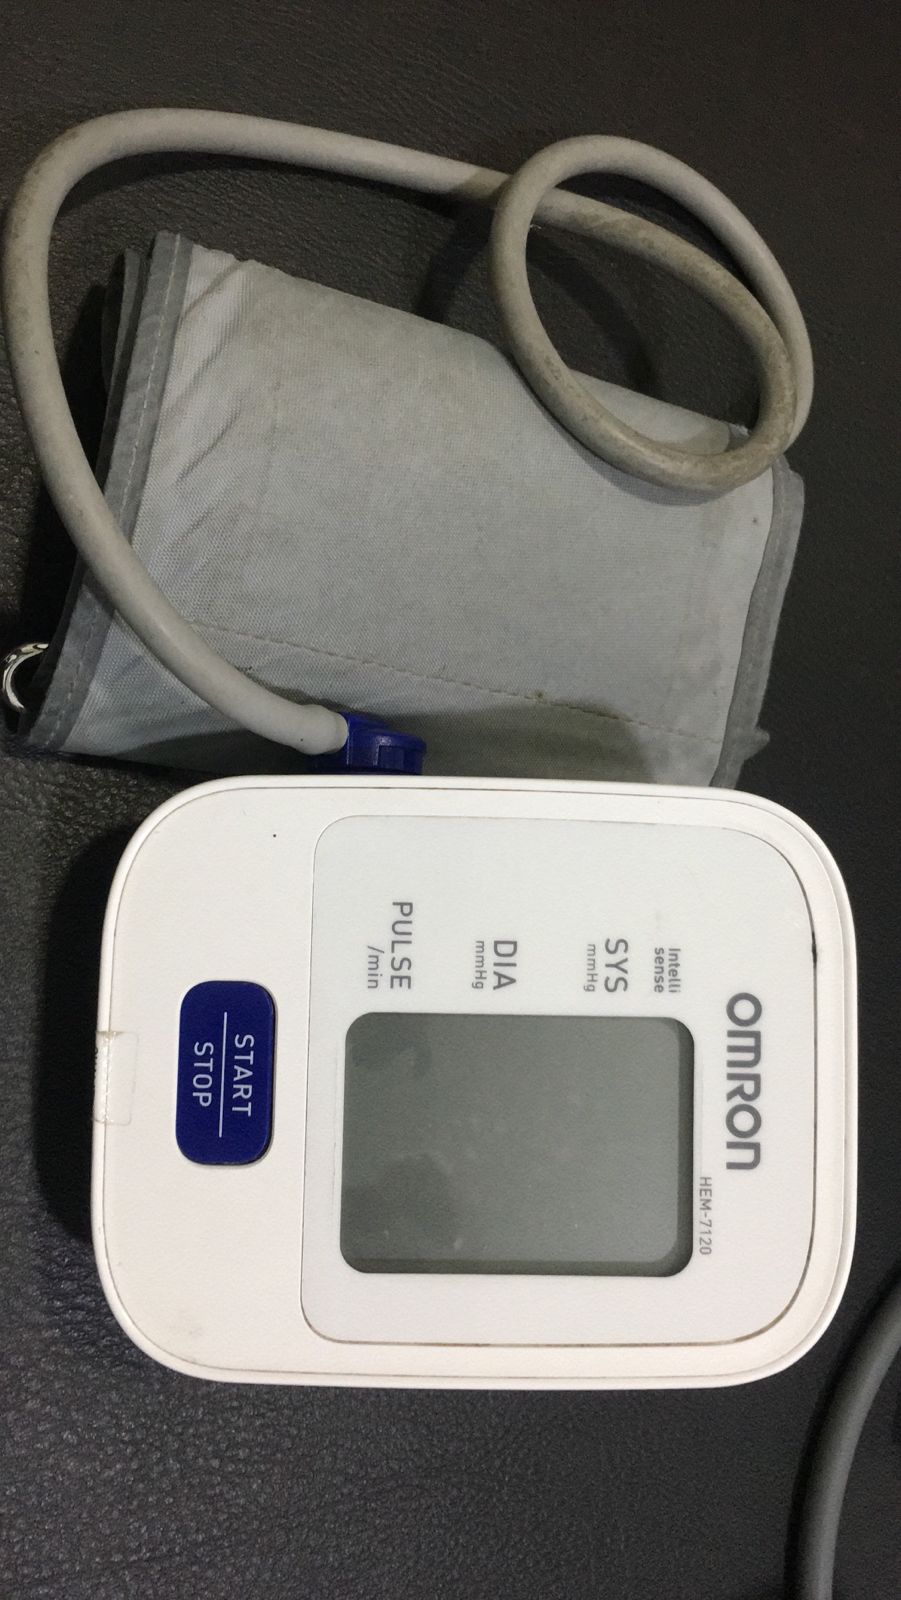 OMRON
HEM-7120
Intelli
sense
SYS
mmHg
DIA
mmHg
PULSE
/min
START
STOP